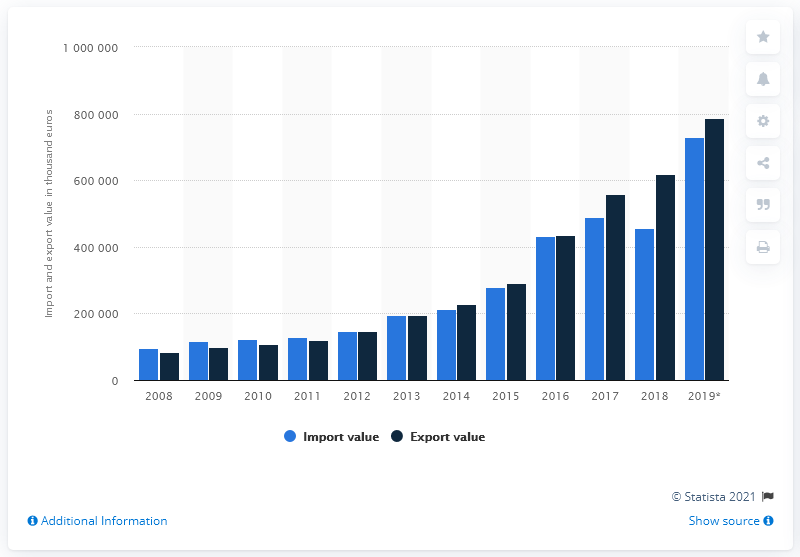 1 000 000
800 000
600 000
400 000
200 000
0
Import and export value in thousand euros
2008 2009 2010 2011 2012 2013 2014 2015 2016 2017 2018 2019*
Import value Export value
© Statista 2021
Additional Information Show source